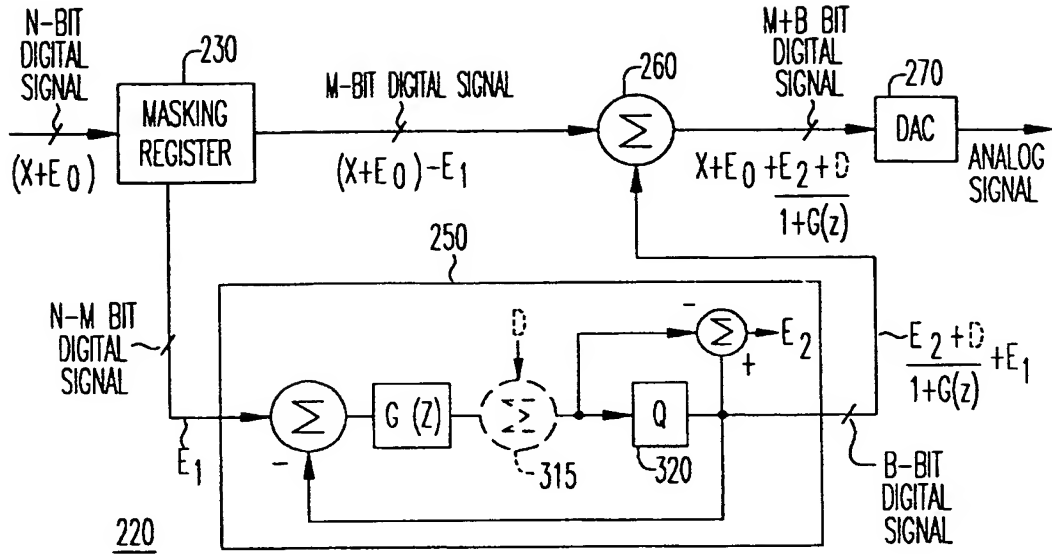 N-BIT
DIGITAL
SIGNAL
(X+E0)
230
MASKING
REGISTER
M-BIT DIGITAL SIGNAL
(X+E0)-E1
260
Σ
M+B BIT
DIGITAL
SIGNAL
X+E0+E2+D
1+G(z)
270
DAC
ANALOG
SIGNAL
N-M BIT
DIGITAL
SIGNAL
E1
250
Σ
-
G (Z)
D
Σ
315
Q
320
-
Σ
+
E2
E2+D
1+G(z)
+E1
B-BIT
DIGITAL
SIGNAL
220